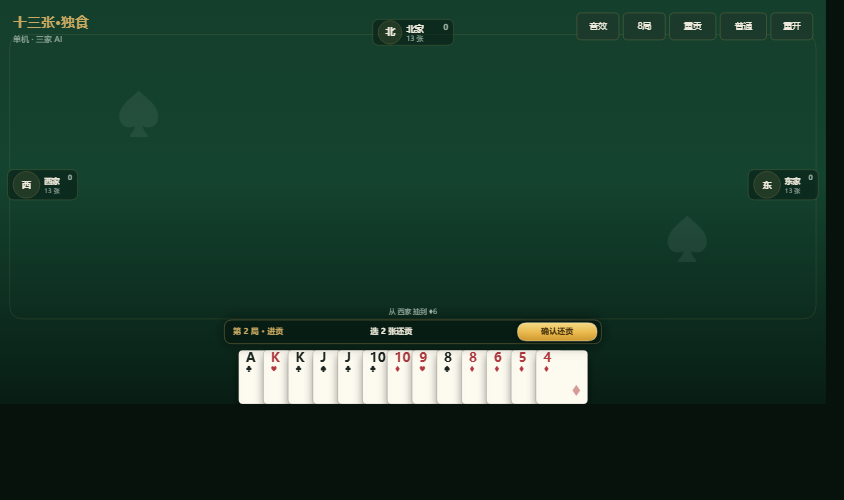 十三张·独食
单机 · 三家 AI
北 北家 0
13 张
音效 8局 重贡 普通 重开
西 西家 0
13 张
东 东家 0
13 张
从 西家 抽到 ♦6
第 2 局 · 进贡 选 2 张还贡 确认还贡
A K K J J 10 10 9 8 8 6 5 4
♣ ♥ ♣ ♠ ♣ ♣ ♦ ♥ ♠ ♦ ♦ ♦ ♦
♦